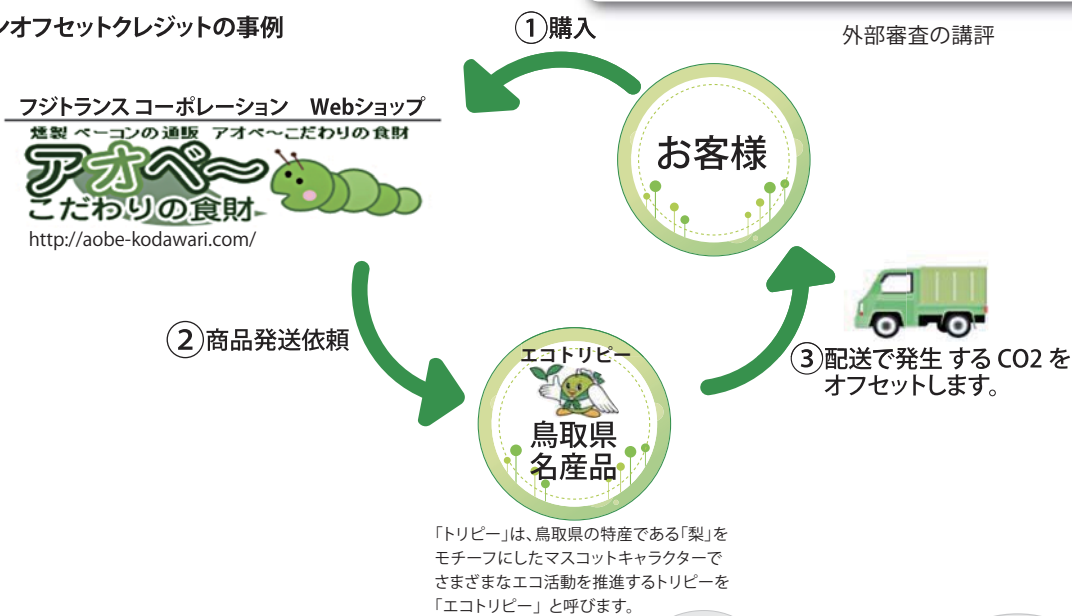 ンオフセットクレジットの事例
①購入
外部審査の講評
フジトランス コーポレーション　Webショップ
燻製 ベーコンの通販 アオベ〜こだわりの食財
アオベ〜
こだわりの食財
http://aobe-kodawari.com/
お客様
②商品発送依頼
エコトリピー
鳥取県
名産品
③配送で発生 する CO2 を
オフセットします。
「トリピー」は、鳥取県の特産である「梨」を
モチーフにしたマスコットキャラクターで
さまざまなエコ活動を推進するトリピーを
「エコトリピー」と呼びます。